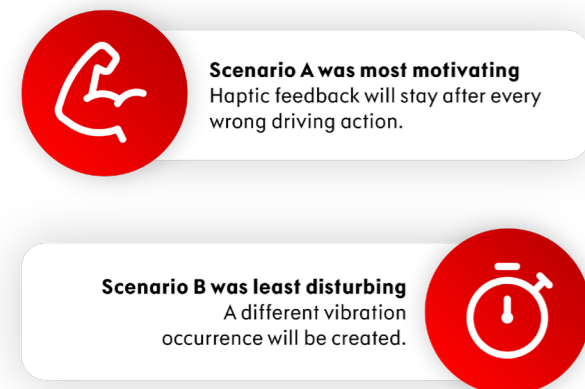 Scenario A was most motivating
Haptic feedback will stay after every
wrong driving action.
Scenario B was least disturbing
A different vibration
occurrence will be created.